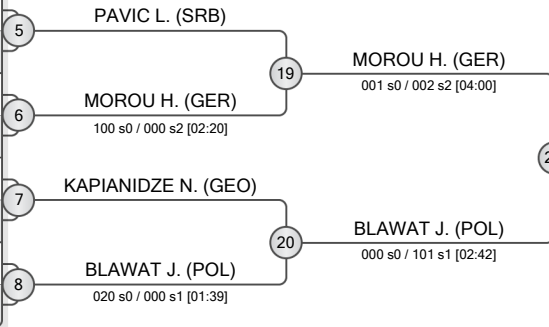 PAVIC L. (SRB)
5
19
MOROU H. (GER)
001 s0 / 002 s2 [04:00]
MOROU H. (GER)
6
100 s0 / 000 s2 [02:20]
KAPIANIDZE N. (GEO)
7
20
BLAWAT J. (POL)
000 s0 / 101 s1 [02:42]
BLAWAT J. (POL)
8
020 s0 / 000 s1 [01:39]